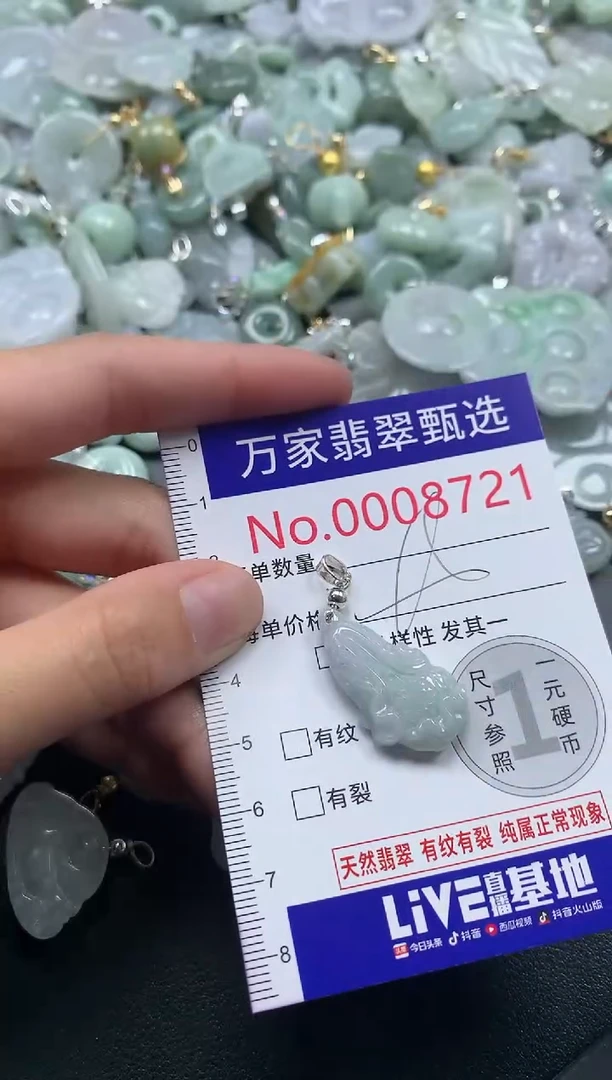 万家翡翠甄选
No.0008721
单数量
每单价格
样性 发其一
有纹
有裂
尺寸参照
1
一元硬币
天然翡翠 有纹有裂 纯属正常现象
LiVE直播基地
头条 今日头条 抖音 西瓜视频 抖音火山版
0
1
4
5
6
7
8